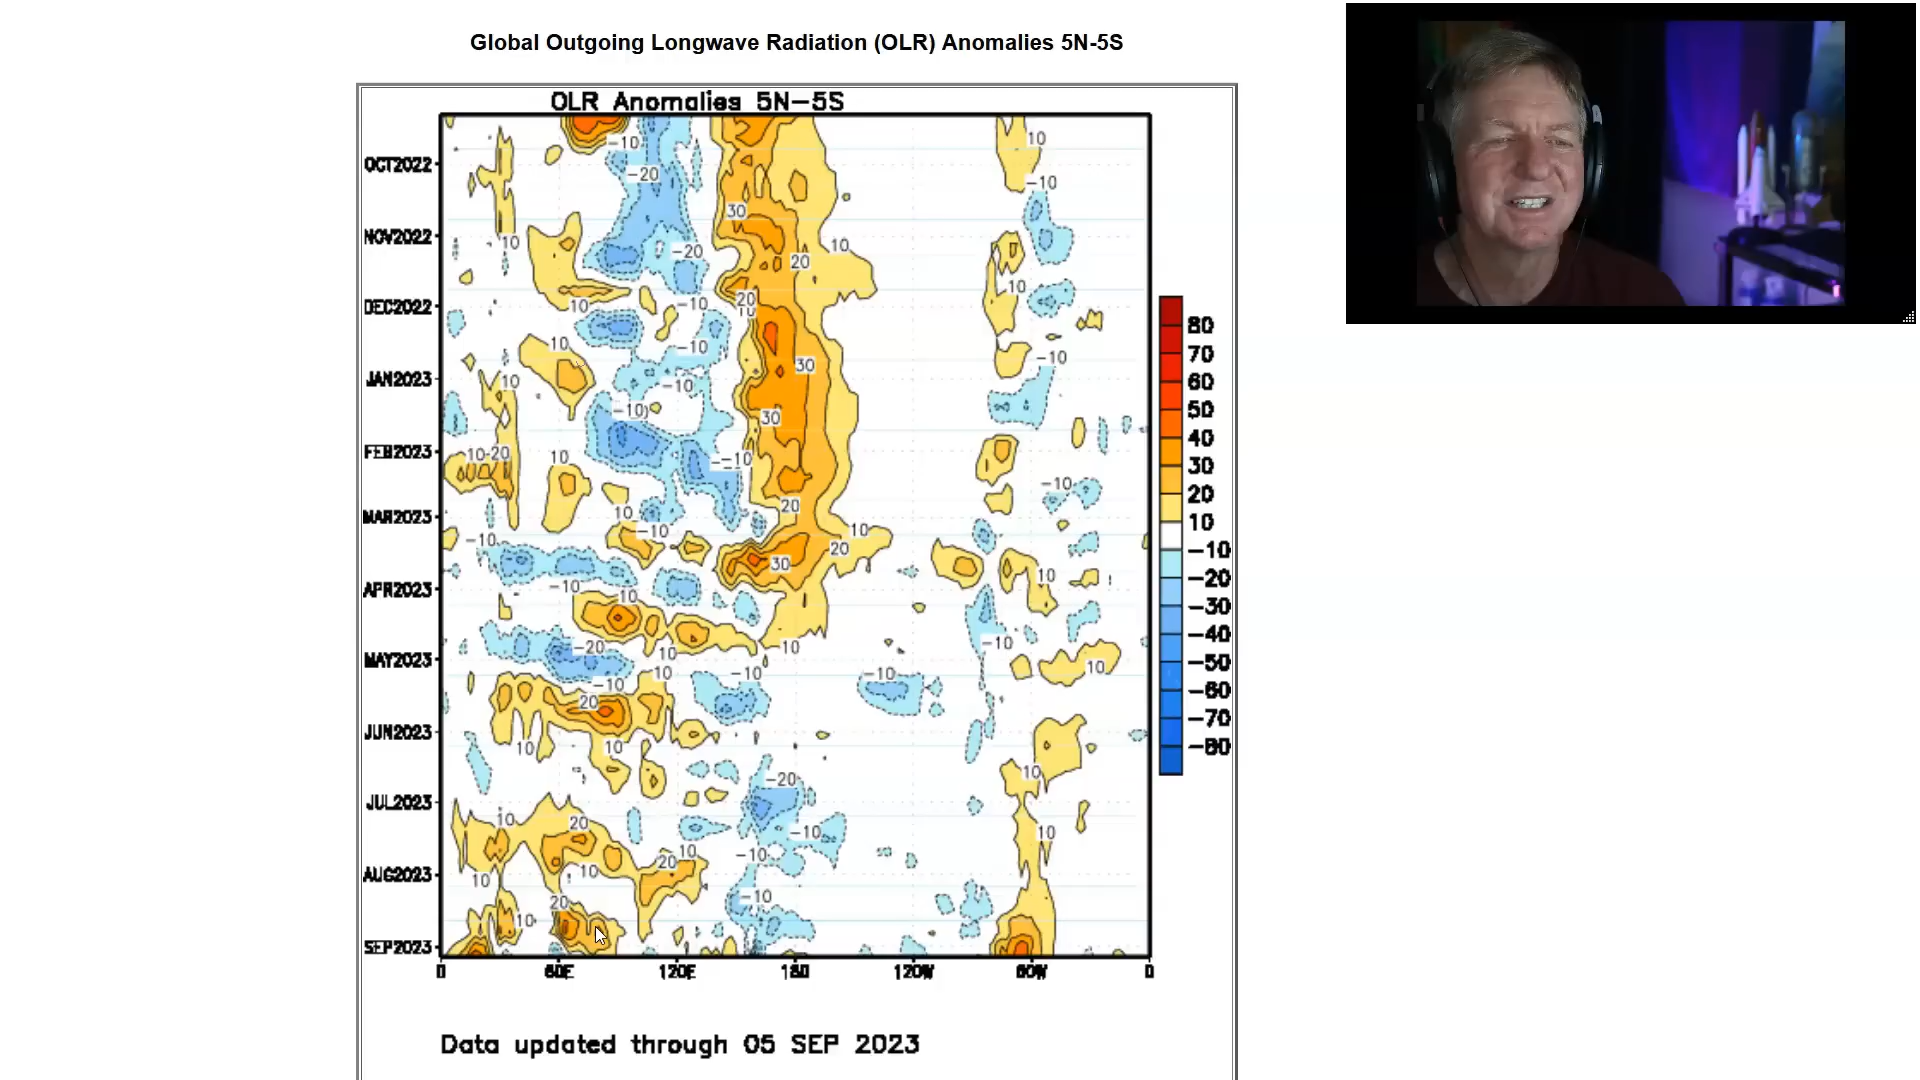 Global Outgoing Longwave Radiation (OLR) Anomalies 5N-5S
OLR Anomalies 5N-5S
OCT2022
NOV2022
DEC2022
JAN2023
FEB2023
MAR2023
APR2023
MAY2023
JUN2023
JUL2023
AUG2023
SEP2023
0 60E 120E 180 120W 60W 0
80
70
60
50
40
30
20
10
-10
-20
-30
-40
-50
-60
-70
-80
Data updated through 05 SEP 2023